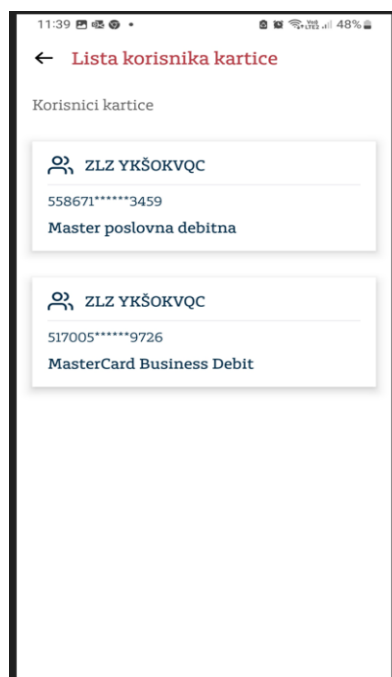 11:39
48%
Lista korisnika kartice
Korisnici kartice
ZLZ YKŠOKVQC
558671******3459
Master poslovna debitna
ZLZ YKŠOKVQC
517005******9726
MasterCard Business Debit